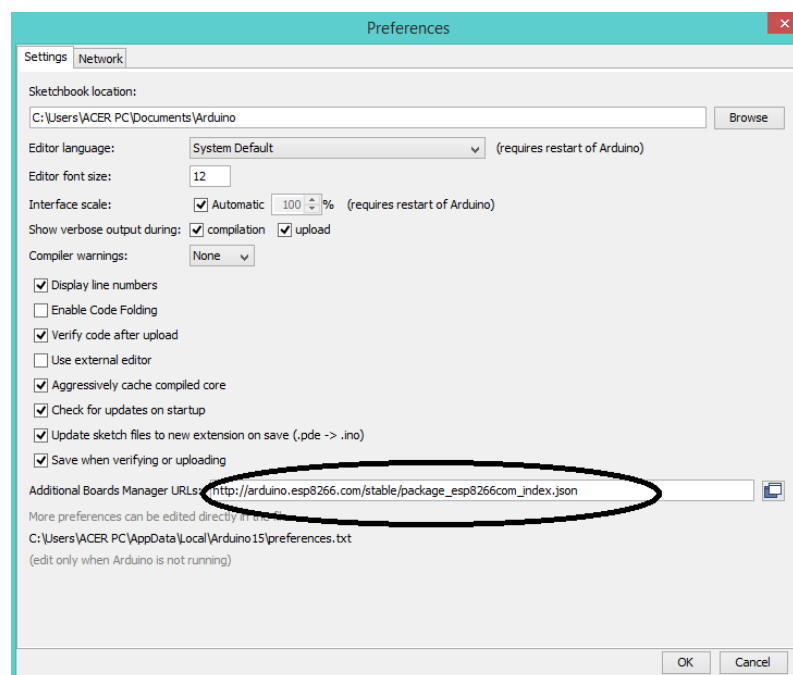 Preferences
Settings Network
Sketchbook location:
C:\Users\ACER PC\Documents\Arduino Browse
Editor language: System Default (requires restart of Arduino)
Editor font size: 12
Interface scale: Automatic 100 % (requires restart of Arduino)
Show verbose output during: compilation upload
Compiler warnings: None
Display line numbers
Enable Code Folding
Verify code after upload
Use external editor
Aggressively cache compiled core
Check for updates on startup
Update sketch files to new extension on save (.pde -> .ino)
Save when verifying or uploading
Additional Boards Manager URLs: http://arduino.esp8266.com/stable/package_esp8266com_index.json
More preferences can be edited directly in the file
C:\Users\ACER PC\AppData\Local\Arduino15\preferences.txt
(edit only when Arduino is not running)
OK Cancel